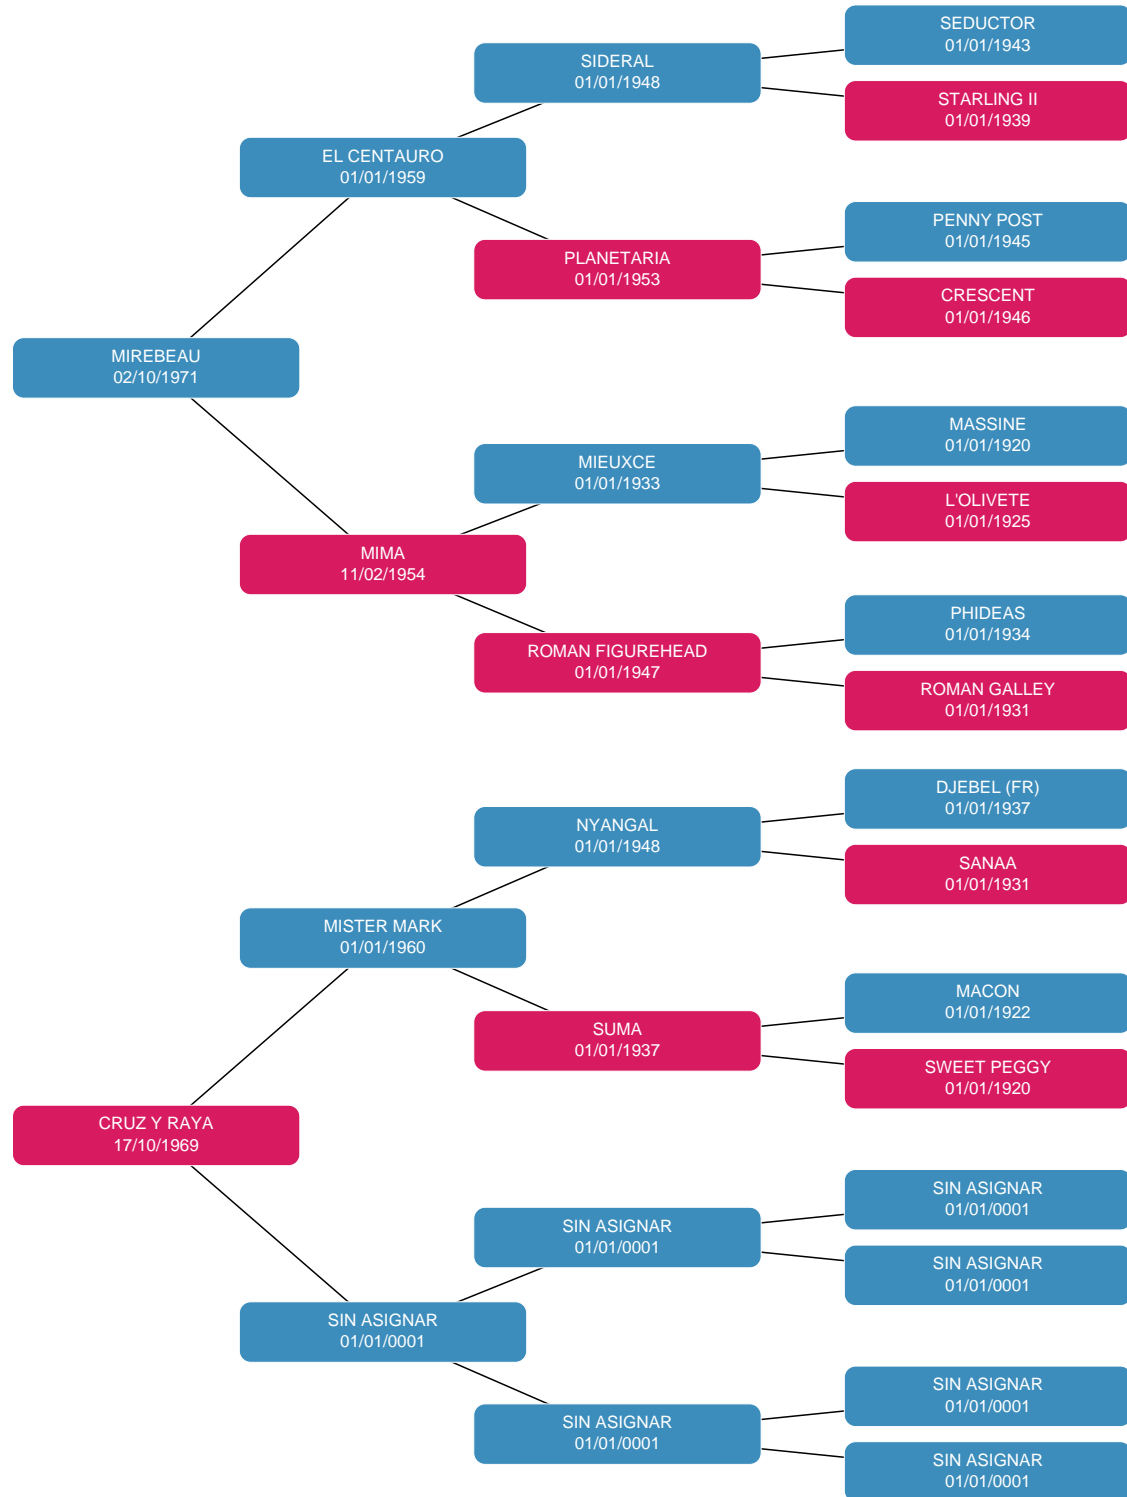 SEDUCTOR
01/01/1943
SIDERAL
01/01/1948
STARLING II
01/01/1939
EL CENTAURO
01/01/1959
PENNY POST
01/01/1945
PLANETARIA
01/01/1953
CRESCENT
01/01/1946
MIREBEAU
02/10/1971
MASSINE
01/01/1920
MIEUXCE
01/01/1933
L'OLIVETE
01/01/1925
MIMA
11/02/1954
PHIDEAS
01/01/1934
ROMAN FIGUREHEAD
01/01/1947
ROMAN GALLEY
01/01/1931
DJEBEL (FR)
01/01/1937
NYANGAL
01/01/1948
SANAA
01/01/1931
MISTER MARK
01/01/1960
MACON
01/01/1922
SUMA
01/01/1937
SWEET PEGGY
01/01/1920
CRUZ Y RAYA
17/10/1969
SIN ASIGNAR
01/01/0001
SIN ASIGNAR
01/01/0001
SIN ASIGNAR
01/01/0001
SIN ASIGNAR
01/01/0001
SIN ASIGNAR
01/01/0001
SIN ASIGNAR
01/01/0001
SIN ASIGNAR
01/01/0001